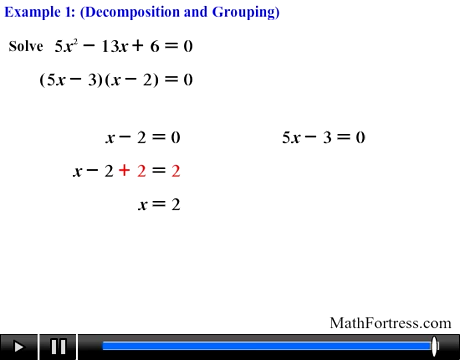 Example 1: (Decomposition and Grouping)
Solve 5x² − 13x + 6 = 0
(5x − 3)(x − 2) = 0
x − 2 = 0 5x − 3 = 0
x − 2 + 2 = 2
x = 2
MathFortress.com